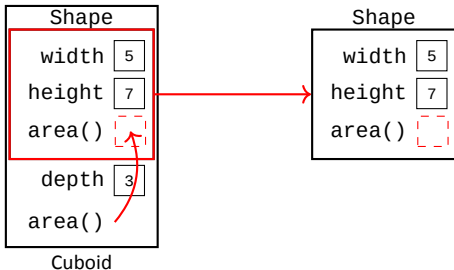 Shape
width 5
height 7
area()
depth 3
area()
Cuboid
Shape
width 5
height 7
area()